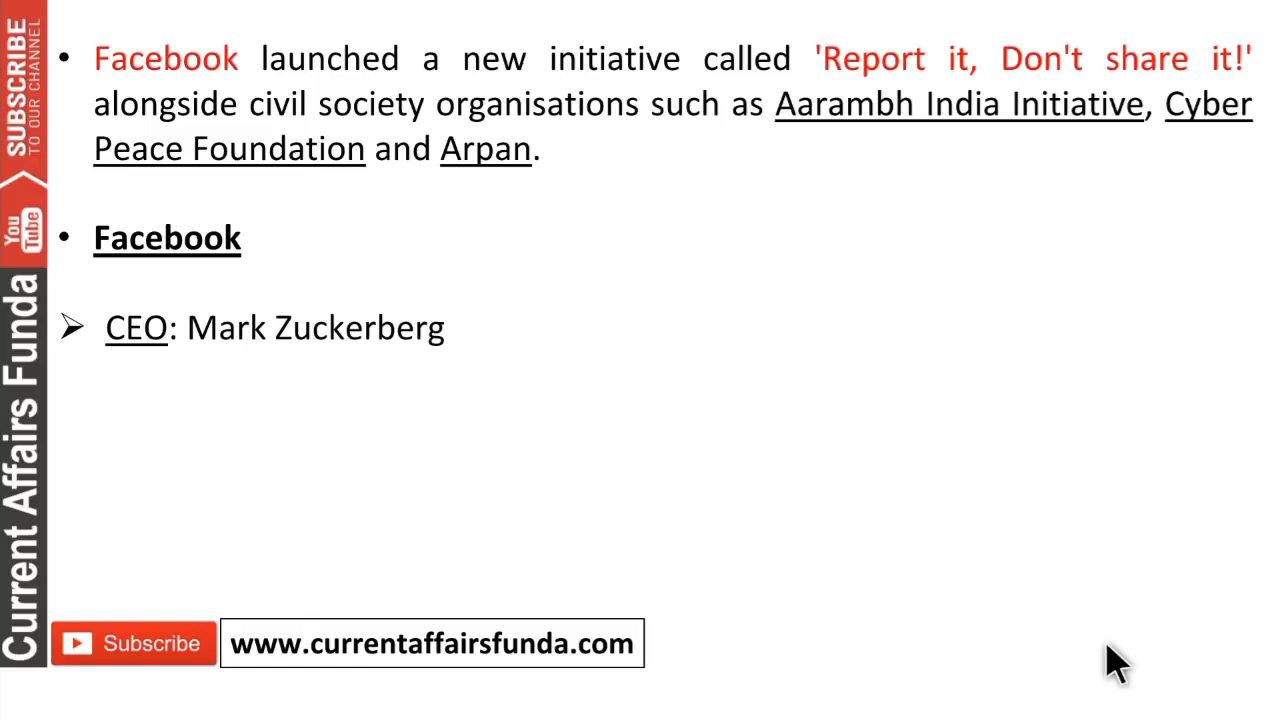 • Facebook launched a new initiative called 'Report it, Don't share it!'
alongside civil society organisations such as Aarambh India Initiative, Cyber
Peace Foundation and Arpan.
• Facebook
➢ CEO: Mark Zuckerberg
SUBSCRIBE
TO OUR CHANNEL
You
Tube
Current Affairs Funda
Subscribe
www.currentaffairsfunda.com